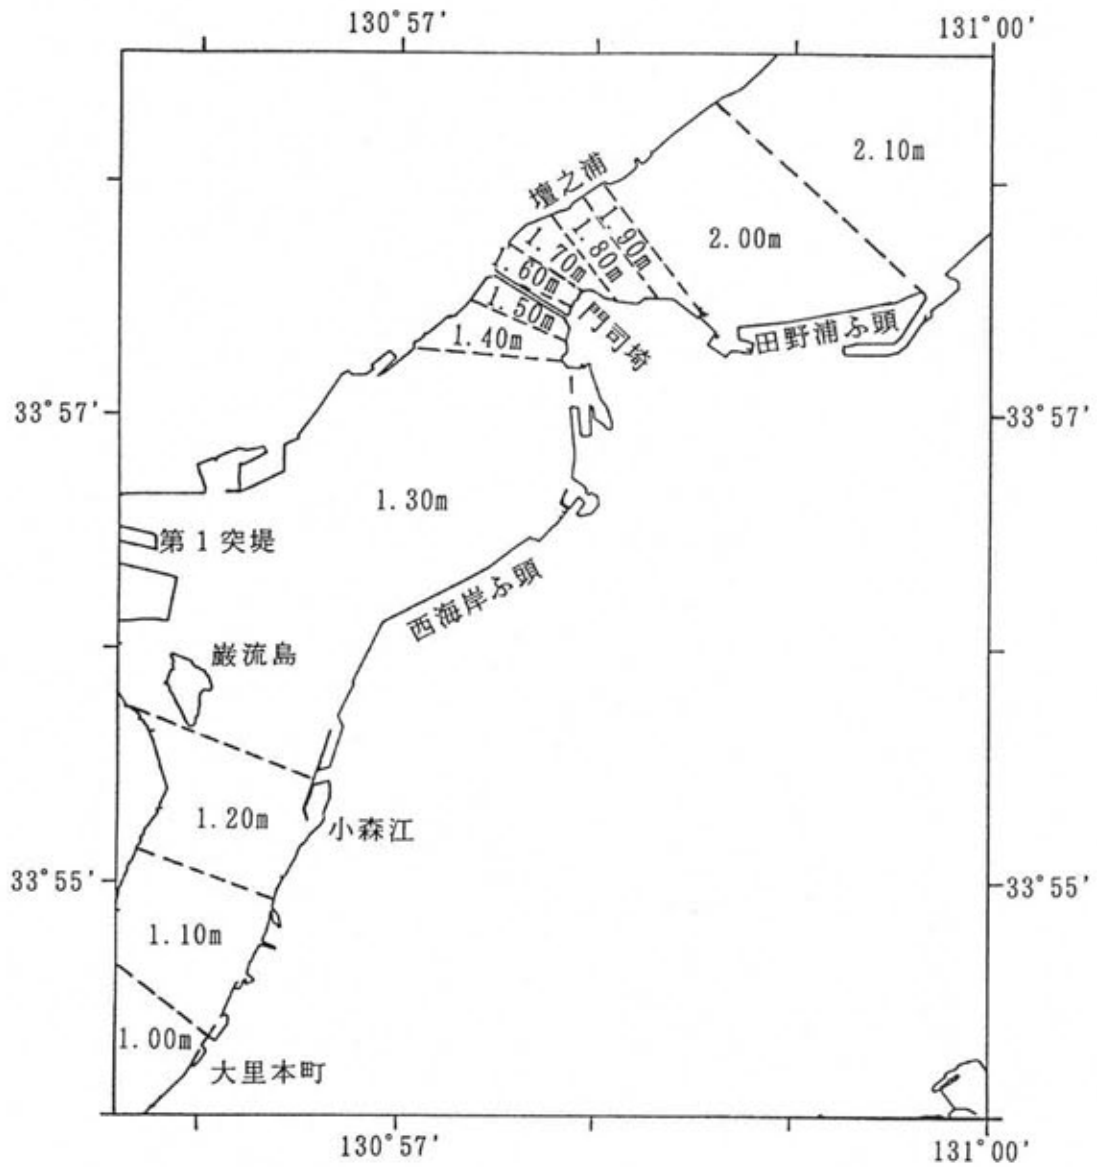 130°57' 131°00'
2.10m
壇之浦
2.00m
1.90m
1.80m
1.70m
1.60m
1.50m
1.40m
門司埼
田野浦ふ頭
33°57' 33°57'
1.30m
第1突堤
西海岸ふ頭
巌流島
1.20m
小森江
33°55' 33°55'
1.10m
1.00m
大里本町
130°57' 131°00'